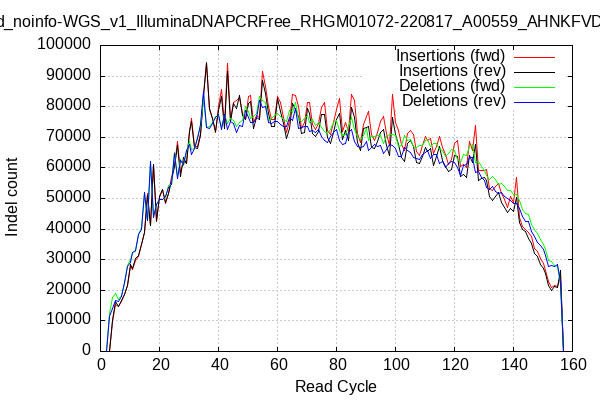 d_noinfo-WGS_v1_IlluminaDNAPCRFree_RHGM01072-220817_A00559_AHNKFVD
Insertions (fwd)
Insertions (rev)
Deletions (fwd)
Deletions (rev)
Indel count
100000
90000
80000
70000
60000
50000
40000
30000
20000
10000
0
0 20 40 60 80 100 120 140 160
Read Cycle